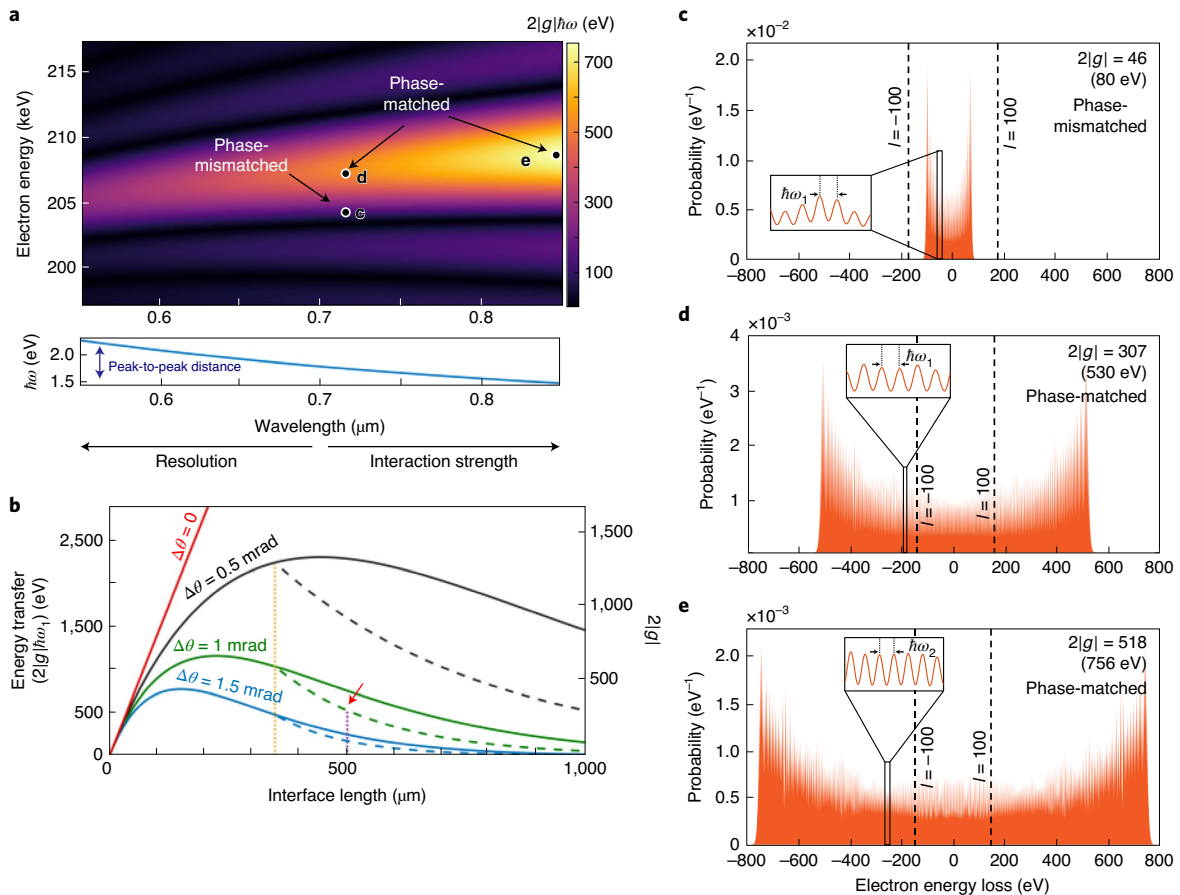 a
2|g|ħω (eV)
215
210
205
200
Electron energy (keV)
Phase-
matched
Phase-
mismatched
c
d
e
700
600
500
400
300
200
100
0.6
0.7
0.8
ħω (eV)
2.0
1.5
Peak-to-peak distance
0.6
0.7
0.8
Wavelength (μm)
Resolution
Interaction strength
b
Energy transfer
(2|g|ħω₁) (eV)
2,500
2,000
1,500
1,000
500
0
Δθ = 0
Δθ = 0.5 mrad
Δθ = 1 mrad
Δθ = 1.5 mrad
1,500
1,000
500
0
2|g|
0
500
1,000
Interface length (μm)
c
×10⁻²
Probability (eV⁻¹)
2.0
1.5
1.0
0.5
0
l = −100
l = 100
2|g| = 46
(80 eV)
Phase-
mismatched
ħω₁
−800 −600 −400 −200 0 200 400 600 800
d
×10⁻³
Probability (eV⁻¹)
4
3
2
1
ħω₁
l = −100
l = 100
2|g| = 307
(530 eV)
Phase-matched
−800 −600 −400 −200 0 200 400 600 800
e
×10⁻³
Probability (eV⁻¹)
2.0
1.5
1.0
0.5
0
ħω₂
l = −100
l = 100
2|g| = 518
(756 eV)
Phase-matched
−800 −600 −400 −200 0 200 400 600 800
Electron energy loss (eV)